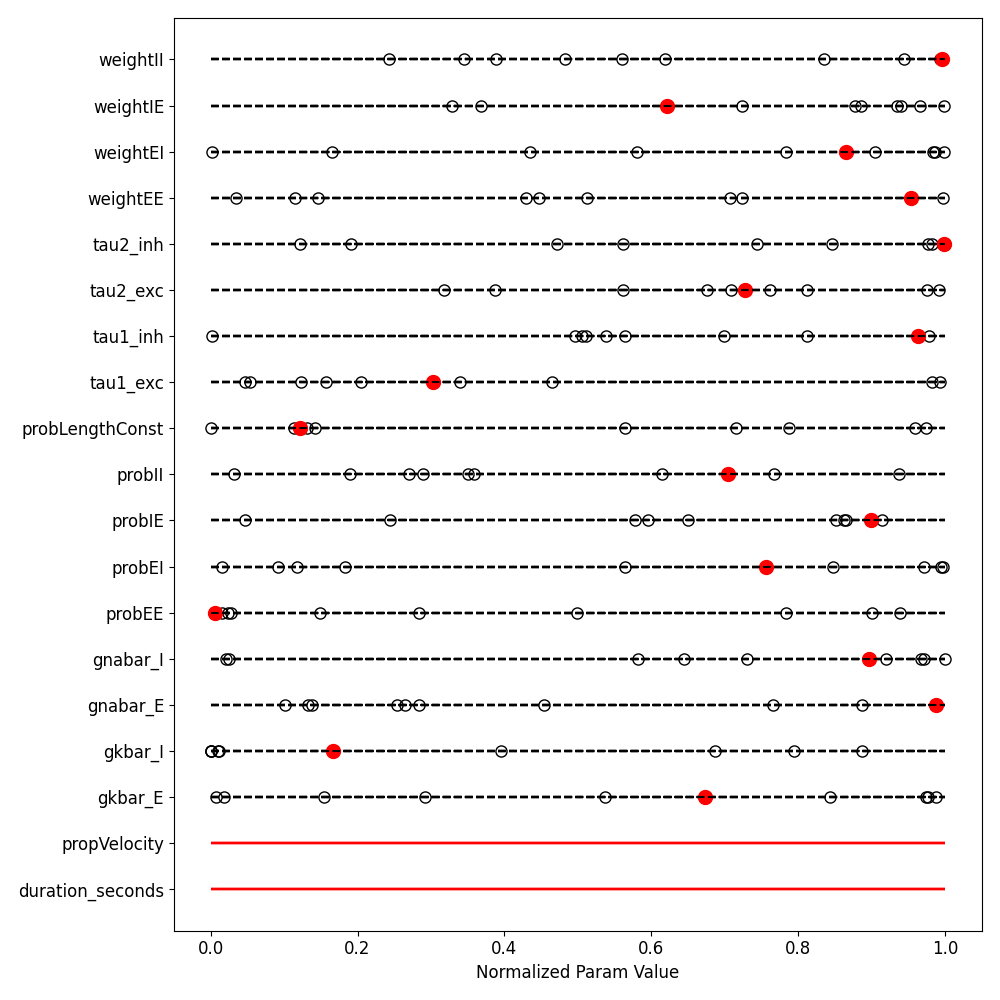 weightII
weightIE
weightEI
weightEE
tau2_inh
tau2_exc
tau1_inh
tau1_exc
probLengthConst
probII
probIE
probEI
probEE
gnabar_I
gnabar_E
gkbar_I
gkbar_E
propVelocity
duration_seconds
0.0 0.2 0.4 0.6 0.8 1.0
Normalized Param Value